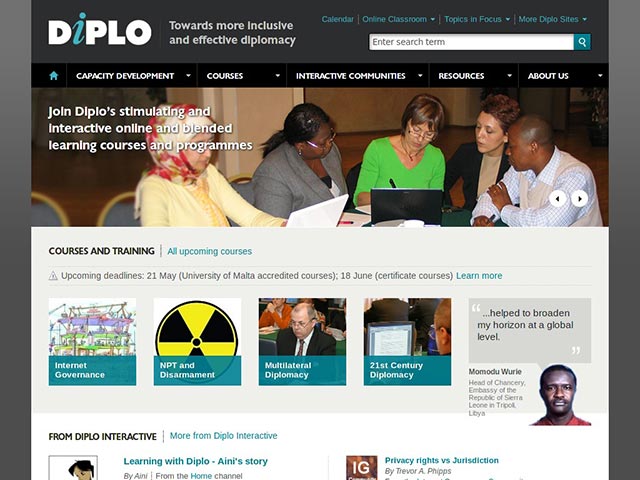 Calendar | Online Classroom | Topics in Focus | More Diplo Sites
DiPLO
Towards more inclusive
and effective diplomacy
Enter search term
CAPACITY DEVELOPMENT COURSES INTERACTIVE COMMUNITIES RESOURCES ABOUT US
Join Diplo's stimulating and
interactive online and blended
learning courses and programmes
COURSES AND TRAINING | All upcoming courses
Upcoming deadlines: 21 May (University of Malta accredited courses); 18 June (certificate courses) Learn more
Internet
Governance
NPT and
Disarmament
Multilateral
Diplomacy
21st Century
Diplomacy
“ ...helped to broaden
my horizon at a global
level. ”
Momodu Wurie
Head of Chancery,
Embassy of the
Republic of Sierra
Leone in Tripoli,
Libya
FROM DIPLO INTERACTIVE | More from Diplo Interactive
Learning with Diplo - Aini's story
By Aini | From the Home channel
IG
Privacy rights vs Jurisdiction
By Trevor A. Phipps